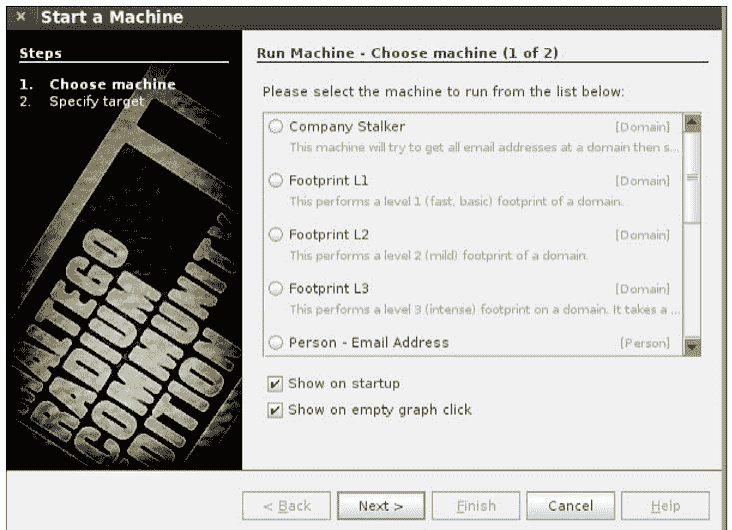 × Start a Machine
Steps
1. Choose machine
2. Specify target
MALTEGO
RADIUM
COMMUNITY
EDITION
Run Machine - Choose machine (1 of 2)
Please select the machine to run from the list below:
Company Stalker [Domain]
This machine will try to get all email addresses at a domain then s...
Footprint L1 [Domain]
This performs a level 1 (fast, basic) footprint of a domain.
Footprint L2 [Domain]
This performs a level 2 (mild) footprint of a domain.
Footprint L3 [Domain]
This performs a level 3 (intense) footprint on a domain. It takes a ...
Person - Email Address [Person]
Show on startup
Show on empty graph click
< Back Next > Finish Cancel Help